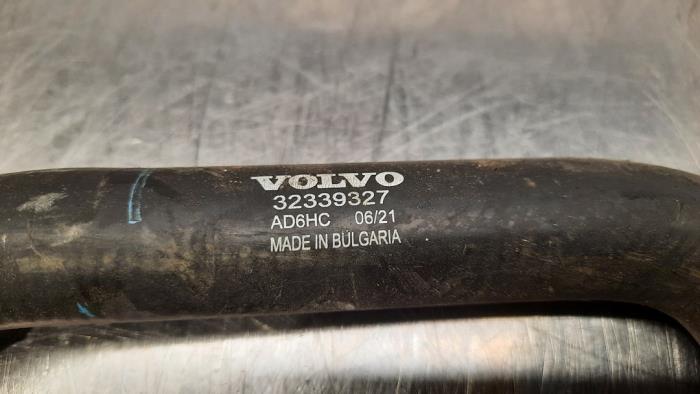 VOLVO
32339327
AD6HC 06/21
MADE IN BULGARIA